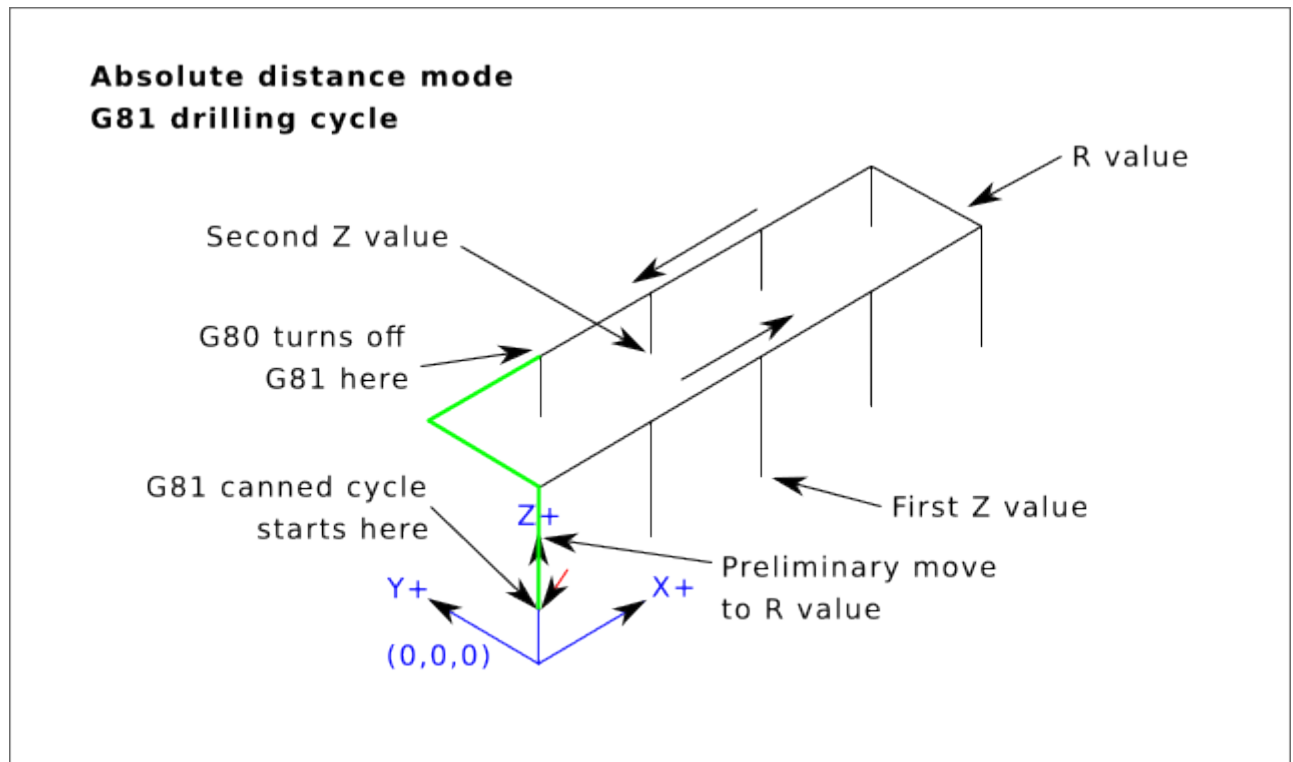 Absolute distance mode
G81 drilling cycle
R value
Second Z value
G80 turns off
G81 here
G81 canned cycle
starts here
Z+
First Z value
Preliminary move
to R value
Y+
X+
(0,0,0)